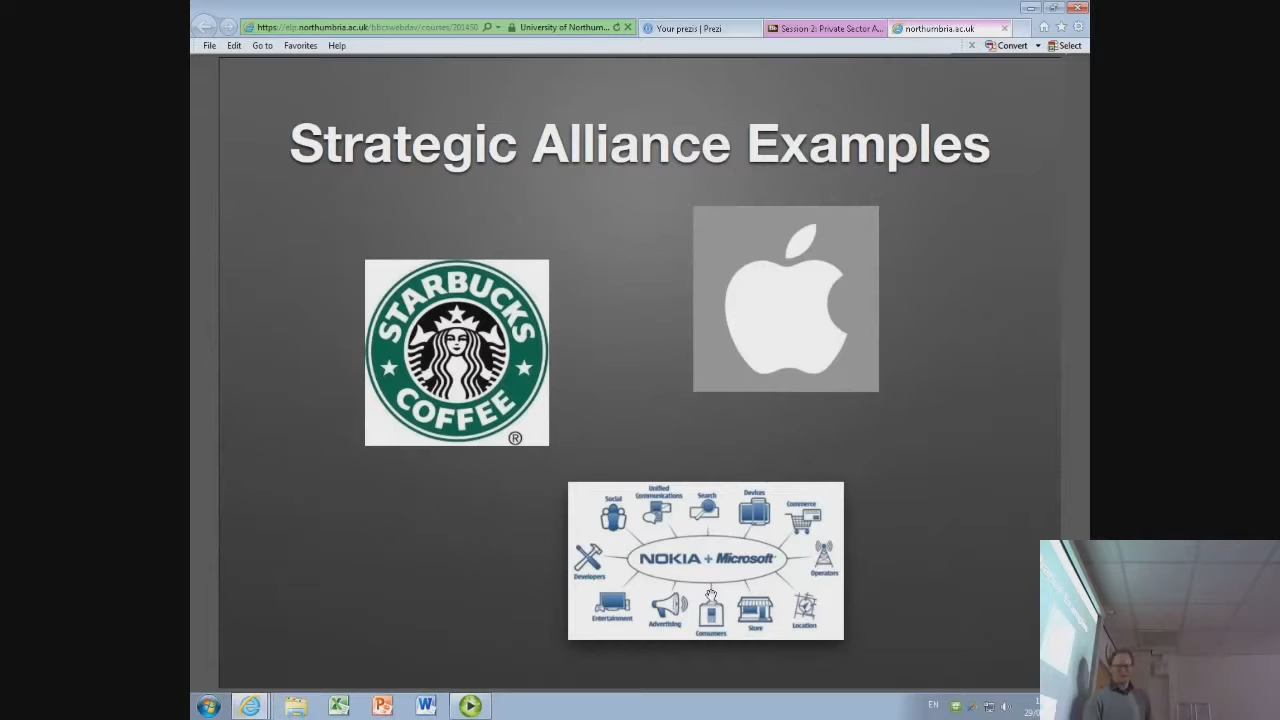 https://elp.northumbria.ac.uk/bbcswebdav/courses/201450
University of Northum...
Your prezis | Prezi
Session 2: Private Sector A...
northumbria.ac.uk
File Edit Go to Favorites Help
Convert
Select
Strategic Alliance Examples
STARBUCKS
COFFEE
®
Social
Unified Communications
Search
Devices
Commerce
NOKIA + Microsoft
Developers
Operators
Entertainment
Advertising
Consumers
Store
Location
EN